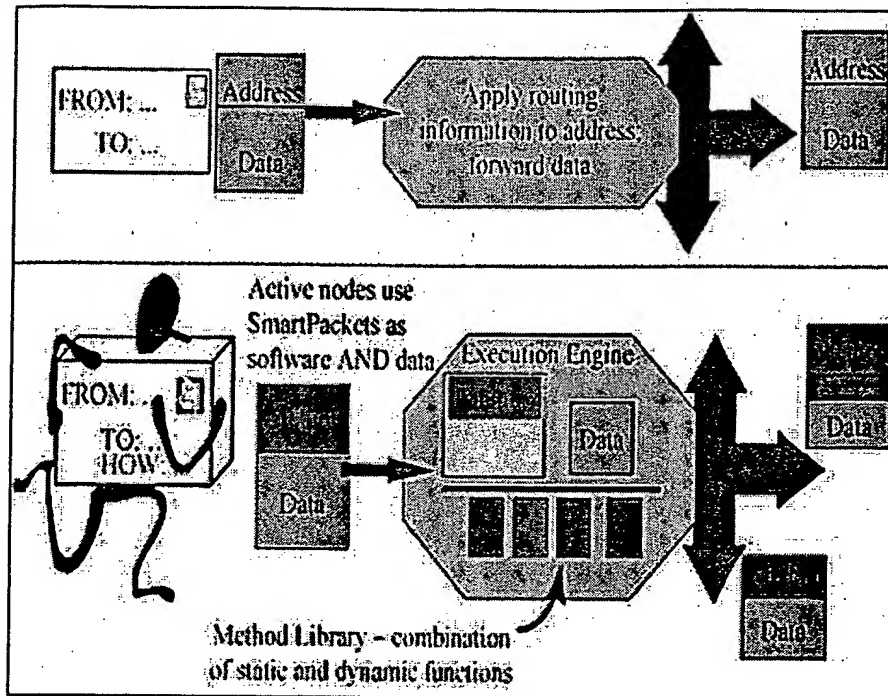 FROM: ...
TO: ...
Address
Data
Apply routing
information to address;
forward data
Address
Data
Active nodes use
SmartPackets as
software AND data
FROM: ..
TO: ..
HOW:
Data
Execution Engine
Data
Data
Data
Method Library – combination
of static and dynamic functions